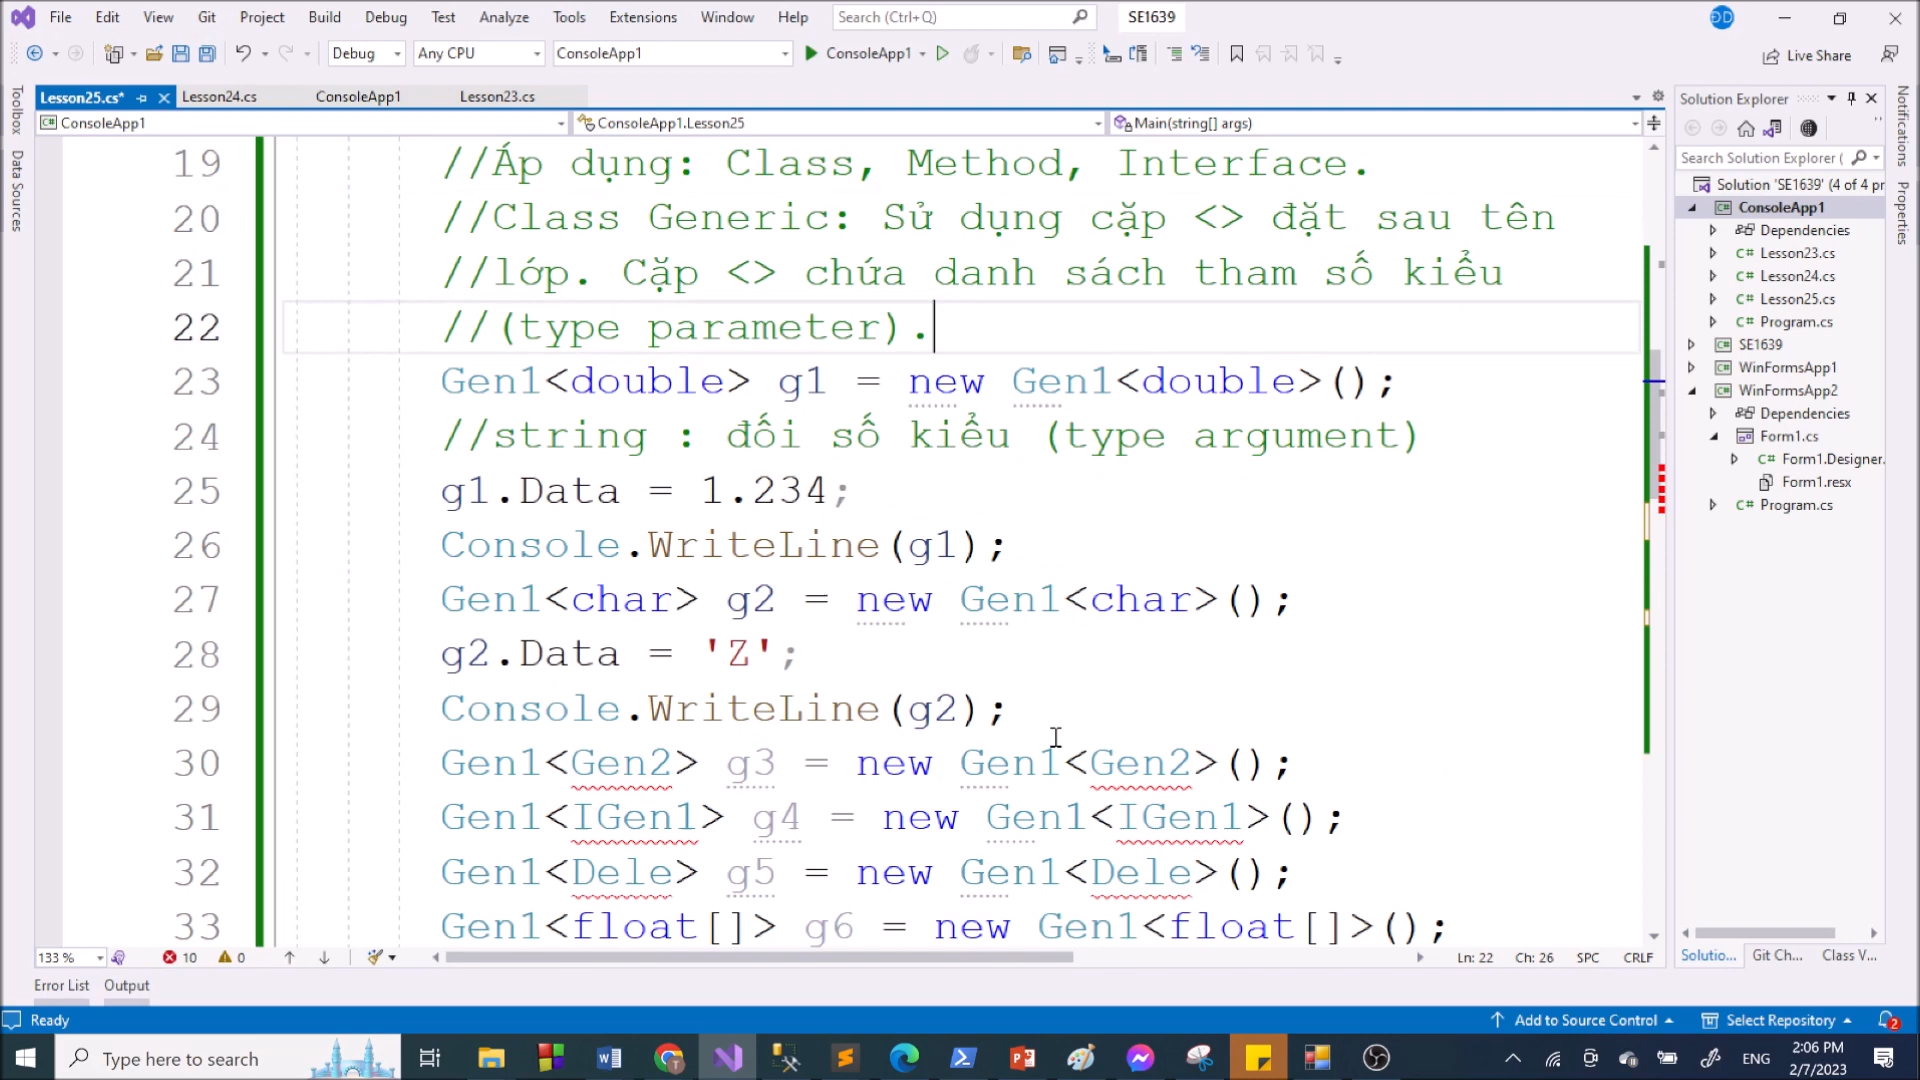 File Edit View Git Project Build Debug Test Analyze Tools Extensions Window Help Search (Ctrl+Q) SE1639 ĐD
Debug Any CPU ConsoleApp1 ConsoleApp1 Live Share
Lesson25.cs* Lesson24.cs ConsoleApp1 Lesson23.cs
C# ConsoleApp1 ConsoleApp1.Lesson25 Main(string[] args)
Toolbox
Data Sources
19 //Áp dụng: Class, Method, Interface.
20 //Class Generic: Sử dụng cặp <> đặt sau tên
21 //lớp. Cặp <> chứa danh sách tham số kiểu
22 //(type parameter).
23 Gen1<double> g1 = new Gen1<double>();
24 //string : đối số kiểu (type argument)
25 g1.Data = 1.234;
26 Console.WriteLine(g1);
27 Gen1<char> g2 = new Gen1<char>();
28 g2.Data = 'Z';
29 Console.WriteLine(g2);
30 Gen1<Gen2> g3 = new Gen1<Gen2>();
31 Gen1<IGen1> g4 = new Gen1<IGen1>();
32 Gen1<Dele> g5 = new Gen1<Dele>();
33 Gen1<float[]> g6 = new Gen1<float[]>();
133 % 10 0 Ln: 22 Ch: 26 SPC CRLF
Solution Explorer
Search Solution Explorer (
Solution 'SE1639' (4 of 4 pr
C# ConsoleApp1
Dependencies
C# Lesson23.cs
C# Lesson24.cs
C# Lesson25.cs
C# Program.cs
C# SE1639
C# WinFormsApp1
C# WinFormsApp2
Dependencies
Form1.cs
C# Form1.Designer.
Form1.resx
C# Program.cs
Solutio... Git Ch... Class V...
Notifications
Properties
Error List Output
Ready Add to Source Control Select Repository 2
Type here to search ENG 2:06 PM
2/7/2023